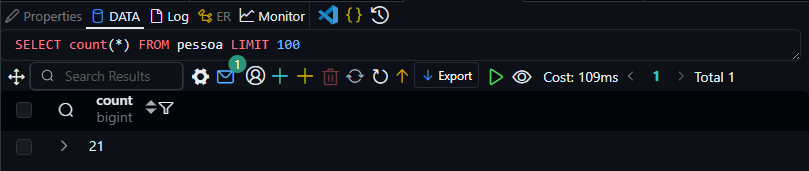 Properties DATA Log ER Monitor {}
SELECT count(*) FROM pessoa LIMIT 100
Search Results 1 Export Cost: 109ms 1 Total 1
count
bigint
21